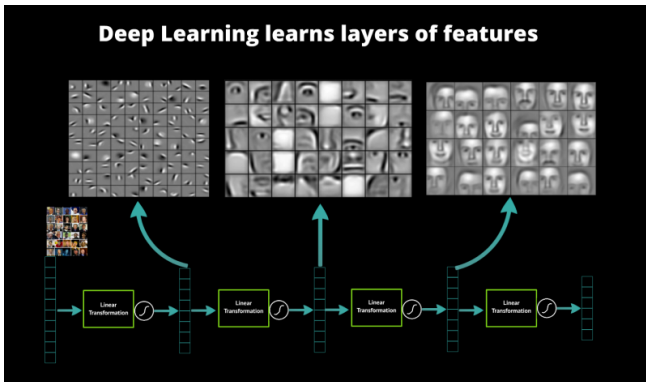 Deep Learning learns layers of features
Linear
Transformation
Linear
Transformation
Linear
Transformation
Linear
Transformation